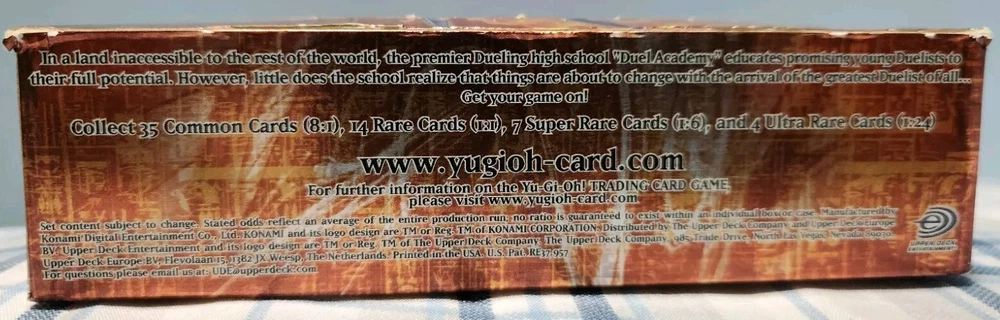 In a land inaccessible to the rest of the world, the premier Dueling high school "Duel Academy" educates promising young Duelists to
their full potential. However, little does the school realize that things are about to change with the arrival of the greatest Duelist of all...
Get your game on!
Collect 35 Common Cards (8:1), 14 Rare Cards (1:1), 7 Super Rare Cards (1:6), and 4 Ultra Rare Cards (1:24)
www.yugioh-card.com
For further information on the Yu-Gi-Oh! TRADING CARD GAME,
please visit www.yugioh-card.com
Set content subject to change. Stated odds reflect an average of the entire production run; no ratio is guaranteed to exist within an individual box or case. Manufactured by
Konami Digital Entertainment Co., Ltd. KONAMI and its logo design are TM or Reg. TM of KONAMI CORPORATION. Distributed by The Upper Deck Company and Upper Deck Europe
BV. Upper Deck Entertainment and its logo design are TM or Reg. TM of The Upper Deck Company. The Upper Deck Company, 985 Trade Drive, North Las Vegas, Nevada 89030.
Upper Deck Europe BV, Flevolaan 15, 1382 JX Weesp, The Netherlands. Printed in the USA. U.S. Pat. RE37,957
For questions please email us at: UDE@upperdeck.com
UPPER DECK
ENTERTAINMENT